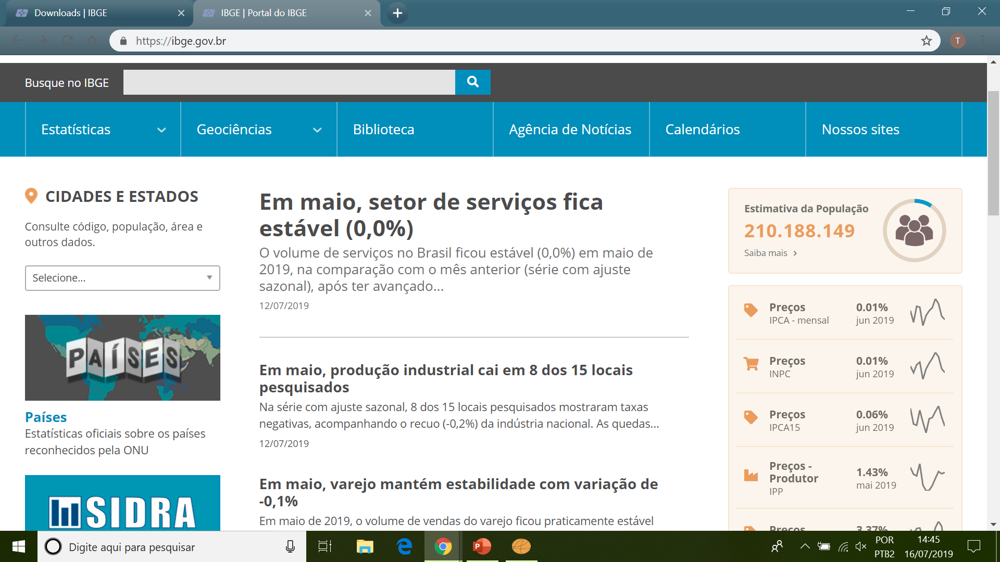 Downloads | IBGE
IBGE | Portal do IBGE
https://ibge.gov.br
T
Busque no IBGE
Estatísticas
Geociências
Biblioteca
Agência de Notícias
Calendários
Nossos sites
CIDADES E ESTADOS
Consulte código, população, área e
outros dados.
Selecione...
PAÍSES
Países
Estatísticas oficiais sobre os países
reconhecidos pela ONU
SIDRA
Em maio, setor de serviços fica
estável (0,0%)
O volume de serviços no Brasil ficou estável (0,0%) em maio de
2019, na comparação com o mês anterior (série com ajuste
sazonal), após ter avançado...
12/07/2019
Em maio, produção industrial cai em 8 dos 15 locais
pesquisados
Na série com ajuste sazonal, 8 dos 15 locais pesquisados mostraram taxas
negativas, acompanhando o recuo (-0,2%) da indústria nacional. As quedas...
12/07/2019
Em maio, varejo mantém estabilidade com variação de
-0,1%
Em maio de 2019, o volume de vendas do varejo ficou praticamente estável
Estimativa da População
210.188.149
Saiba mais
Preços 0.01%
IPCA - mensal jun 2019
Preços 0.01%
INPC jun 2019
Preços 0.06%
IPCA15 jun 2019
Preços -
Produtor 1.43%
IPP mai 2019
Preços 3.37%
Digite aqui para pesquisar
P
POR
PTB2
14:45
16/07/2019